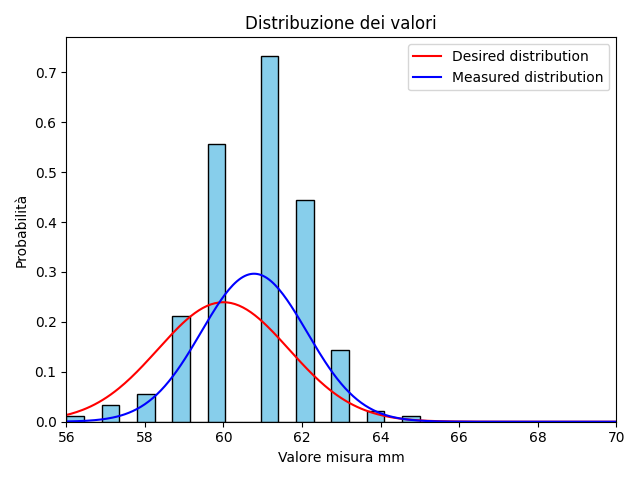 Distribuzione dei valori
Desired distribution
Measured distribution
Probabilità
0.7
0.6
0.5
0.4
0.3
0.2
0.1
0.0
56 58 60 62 64 66 68 70
Valore misura mm